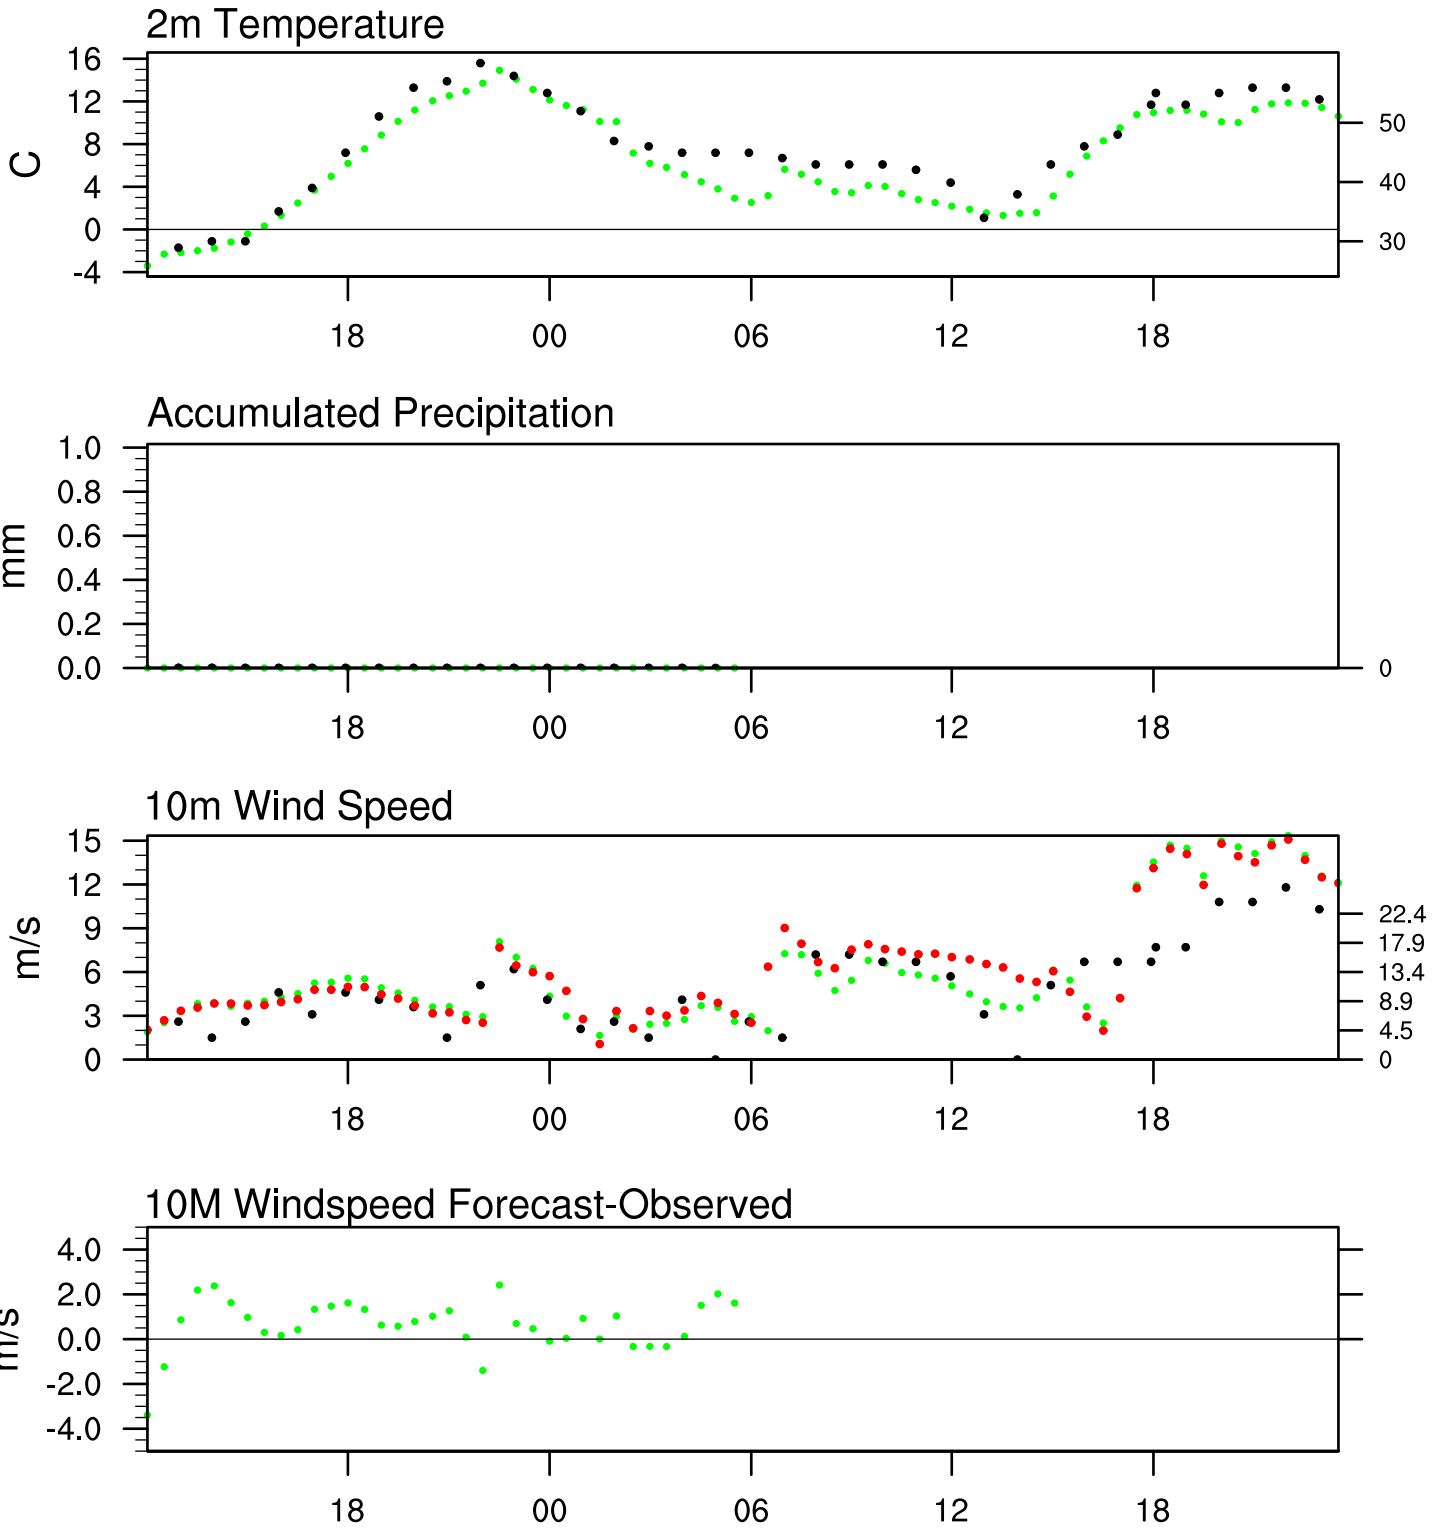 2m Temperature
16
12
8
4
0
-4
C
50
40
30
18 00 06 12 18
Accumulated Precipitation
1.0
0.8
0.6
0.4
0.2
0.0
mm
0
18 00 06 12 18
10m Wind Speed
15
12
9
6
3
0
m/s
22.4
17.9
13.4
8.9
4.5
0
18 00 06 12 18
10M Windspeed Forecast-Observed
4.0
2.0
0.0
-2.0
-4.0
m/s
18 00 06 12 18